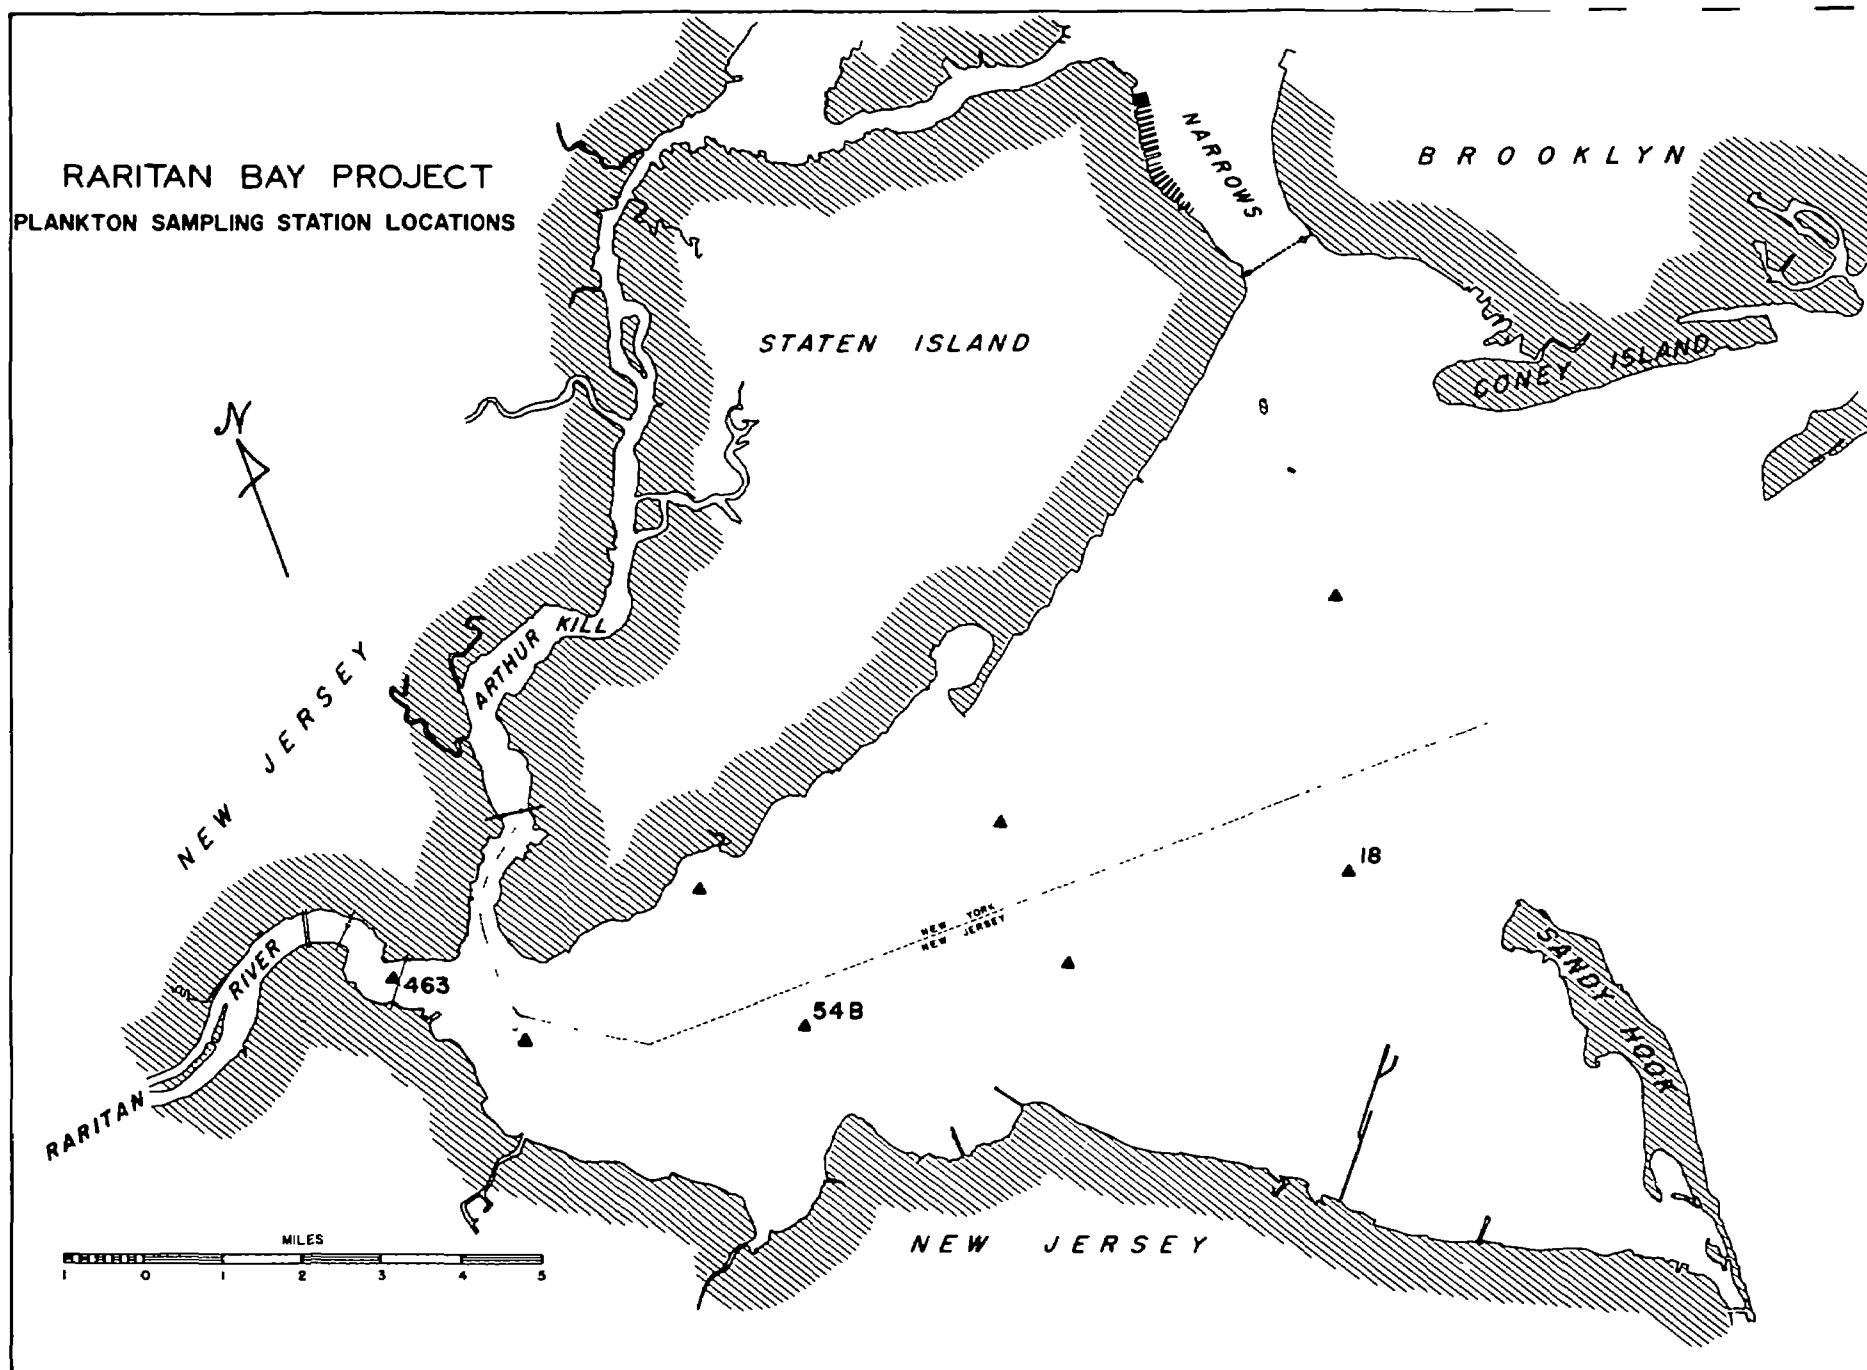 RARITAN BAY PROJECT
PLANKTON SAMPLING STATION LOCATIONS
NARROWS
BROOKLYN
STATEN ISLAND
CONEY ISLAND
N
ARTHUR KILL
NEW JERSEY
18
NEW YORK
NEW JERSEY
SANDY HOOK
463
54B
RARITAN RIVER
NEW JERSEY
MILES
1 0 1 2 3 4 5